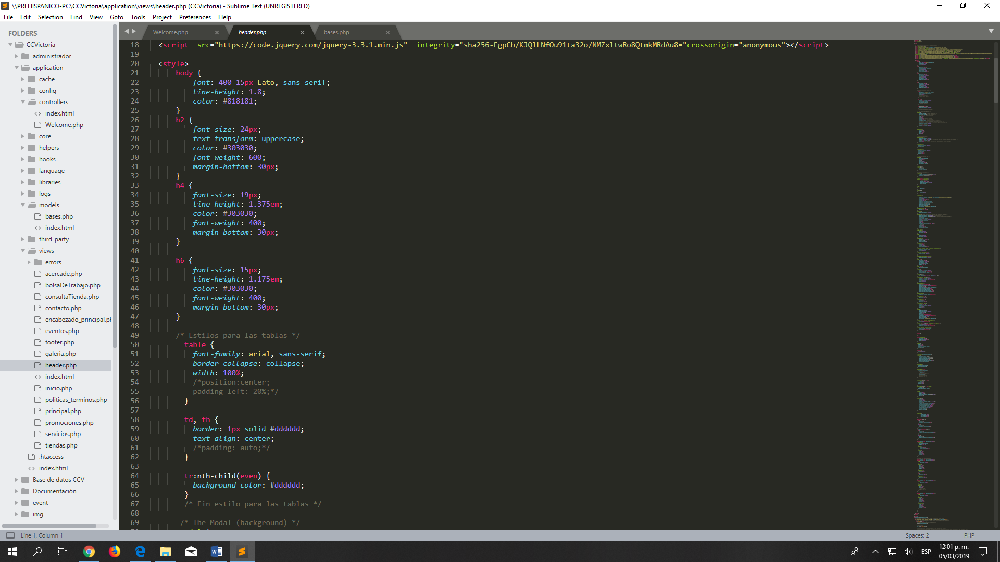 \\PREHISPANICO-PC\CCVictoria\application\views\header.php (CCVictoria) - Sublime Text (UNREGISTERED)
File Edit Selection Find View Goto Tools Project Preferences Help
FOLDERS
CCVictoria
administrador
application
cache
config
controllers
index.html
Welcome.php
core
helpers
hooks
language
libraries
logs
models
bases.php
index.html
third_party
views
errors
acercade.php
bolsaDeTrabajo.php
consultaTienda.php
contacto.php
encabezado_principal.pl
eventos.php
footer.php
galeria.php
header.php
index.html
inicio.php
politicas_terminos.php
principal.php
promociones.php
servicios.php
tiendas.php
.htaccess
index.html
Base de datos CCV
Documentación
event
img
Welcome.php header.php bases.php
18 <script src="https://code.jquery.com/jquery-3.3.1.min.js" integrity="sha256-FgpCb/KJQlLNfOu91ta32o/NMZxltwRo8QtmkMRdAu8="crossorigin="anonymous"></script>
19
20 <style>
21 body {
22 font: 400 15px Lato, sans-serif;
23 line-height: 1.8;
24 color: #818181;
25 }
26 h2 {
27 font-size: 24px;
28 text-transform: uppercase;
29 color: #303030;
30 font-weight: 600;
31 margin-bottom: 30px;
32 }
33 h4 {
34 font-size: 19px;
35 line-height: 1.375em;
36 color: #303030;
37 font-weight: 400;
38 margin-bottom: 30px;
39 }
40
41 h6 {
42 font-size: 15px;
43 line-height: 1.175em;
44 color: #303030;
45 font-weight: 400;
46 margin-bottom: 30px;
47 }
48
49 /* Estilos para las tablas */
50 table {
51 font-family: arial, sans-serif;
52 border-collapse: collapse;
53 width: 100%;
54 /*position:center;
55 padding-left: 20%;*/
56 }
57
58 td, th {
59 border: 1px solid #dddddd;
60 text-align: center;
61 /*padding: auto;*/
62 }
63
64 tr:nth-child(even) {
65 background-color: #dddddd;
66 }
67 /* Fin estilo para las tablas */
68
69 /* The Modal (background) */
Line 1, Column 1 Spaces: 2 PHP
ESP
12:01 p. m.
05/03/2019